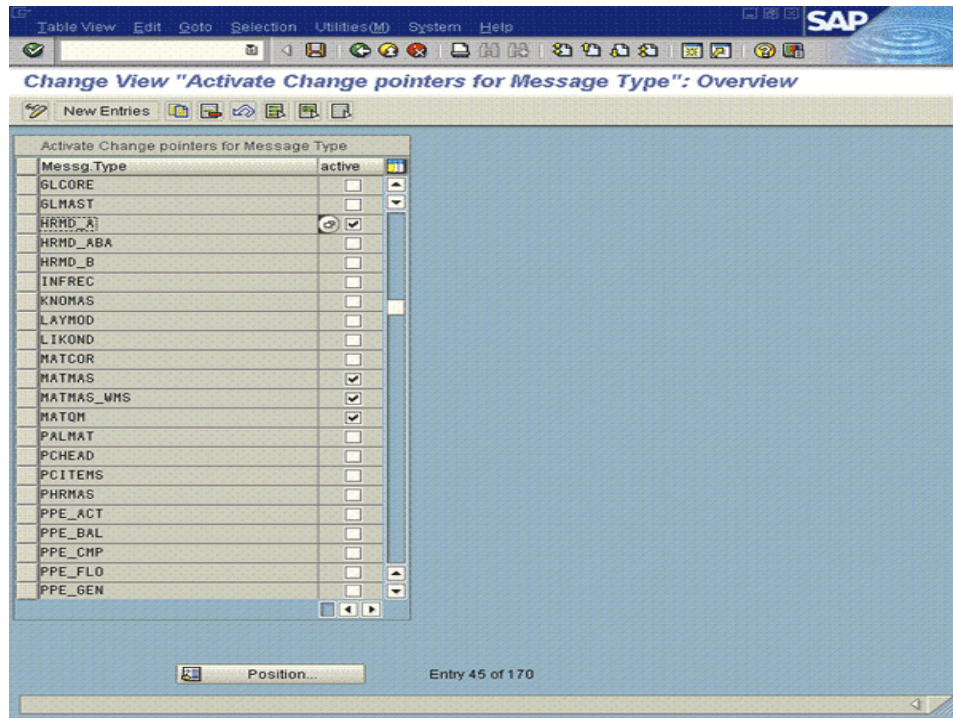 Table View Edit Goto Selection Utilities(M) System Help
SAP
Change View "Activate Change pointers for Message Type": Overview
New Entries
Activate Change pointers for Message Type
Messg.Type active
GLCORE
GLMAST
HRMD_A
HRMD_ABA
HRMD_B
INFREC
KNOMAS
LAYMOD
LIKOND
MATCOR
MATMAS
MATMAS_WMS
MATQM
PALMAT
PCHEAD
PCITEMS
PHRMAS
PPE_ACT
PPE_BAL
PPE_CMP
PPE_FLO
PPE_GEN
Position... Entry 45 of 170